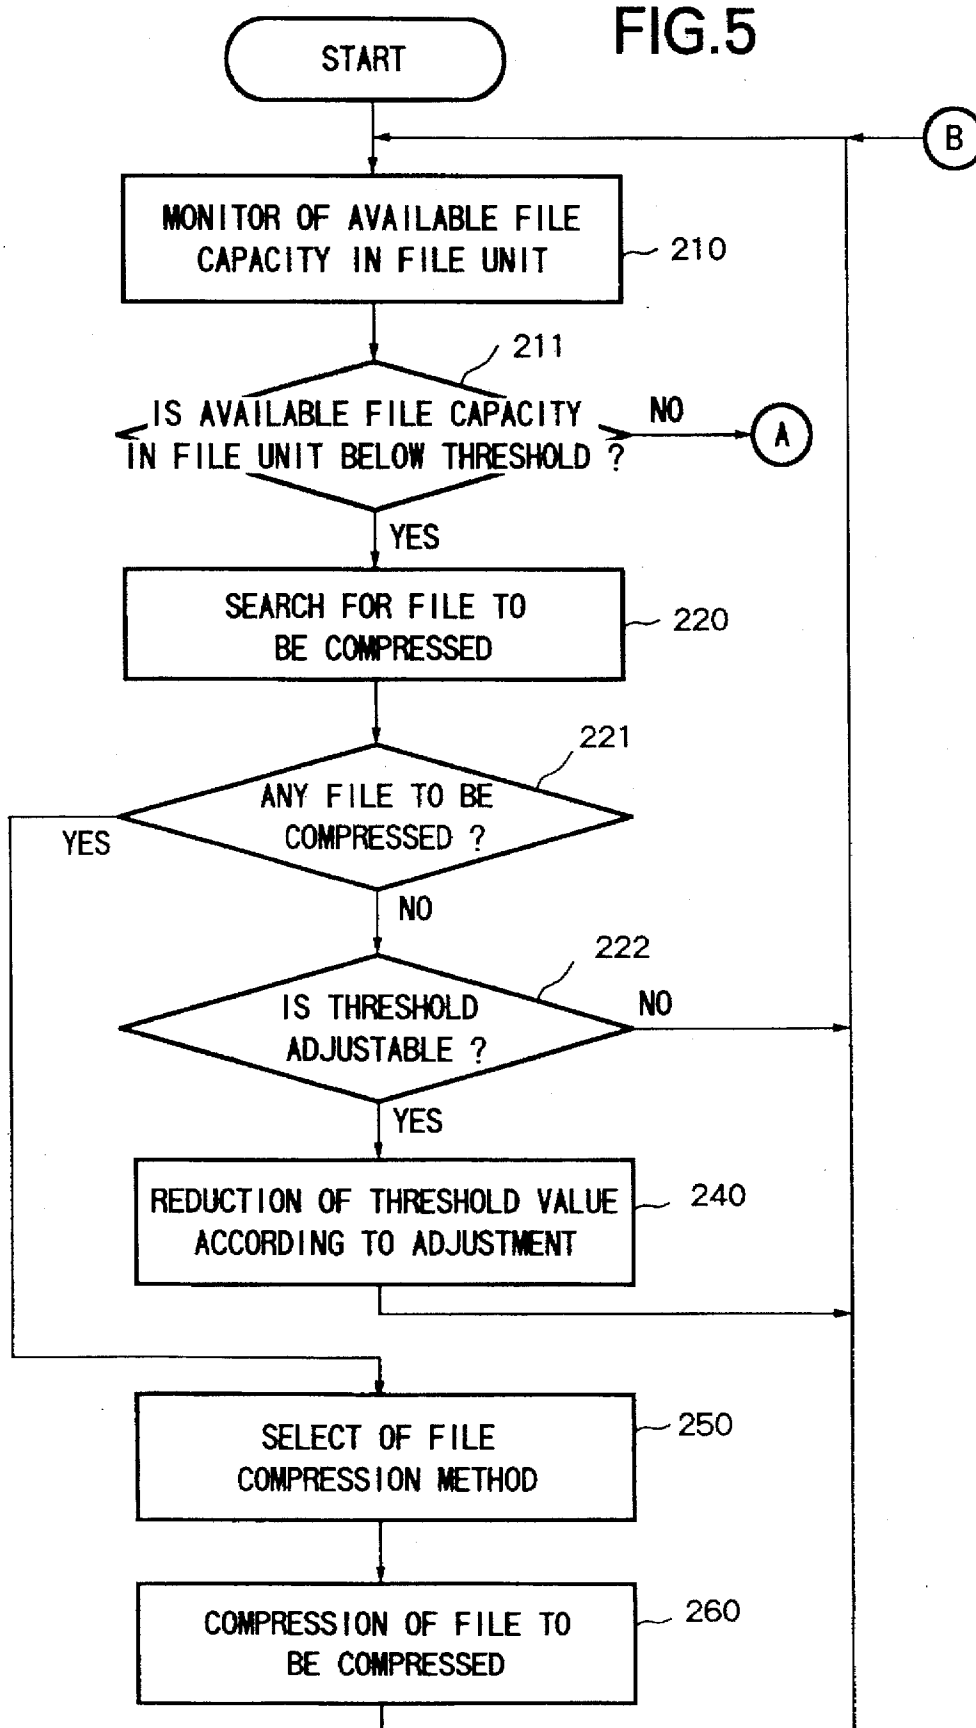 FIG.5
START
B
MONITOR OF AVAILABLE FILE
CAPACITY IN FILE UNIT
210
211
IS AVAILABLE FILE CAPACITY
IN FILE UNIT BELOW THRESHOLD ?
NO
A
YES
SEARCH FOR FILE TO
BE COMPRESSED
220
221
ANY FILE TO BE
COMPRESSED ?
YES
NO
222
IS THRESHOLD
ADJUSTABLE ?
NO
YES
REDUCTION OF THRESHOLD VALUE
ACCORDING TO ADJUSTMENT
240
SELECT OF FILE
COMPRESSION METHOD
250
COMPRESSION OF FILE TO
BE COMPRESSED
260